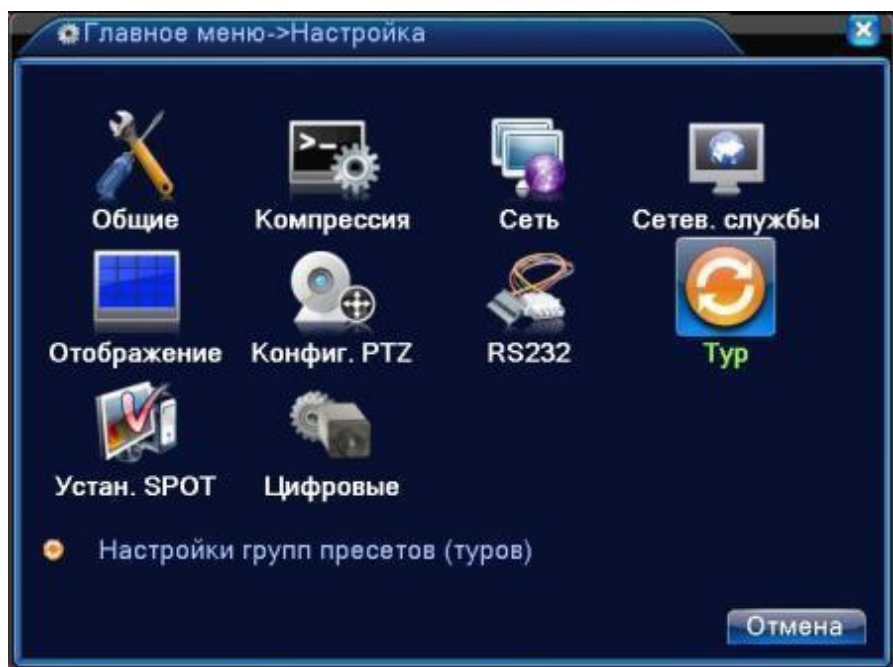 Главное меню->Настройка
Общие
Компрессия
Сеть
Сетев. службы
Отображение
Конфиг. PTZ
RS232
Тур
Устан. SPOT
Цифровые
Настройки групп пресетов (туров)
Отмена